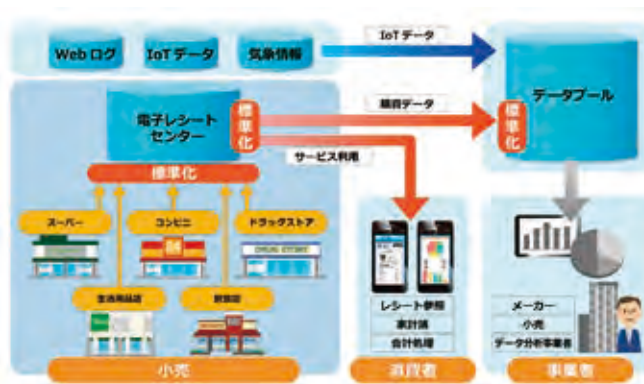 Webログ
IoTデータ
気象情報
IoTデータ
データプール
標準化
電子レシート
センター
標準化
購買データ
サービス利用
標準化
スーパー
コンビニ
ドラッグストア
DRUG STORE
生活用品店
飲食店
レシート参照
家計簿
会計処理
メーカー
小売
データ分析事業者
小売
消費者
事業者